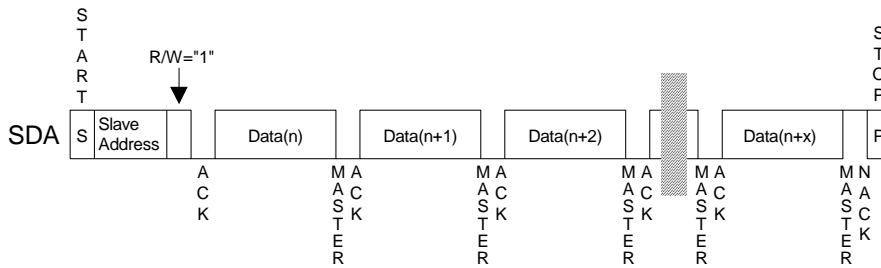 START
R/W="1"
STOP
SDA
S
Slave
Address
Data(n)
Data(n+1)
Data(n+2)
Data(n+x)
P
ACK
MASTER
ACK
MASTER
ACK
MASTER
ACK
MASTER
ACK
MASTER
NACK